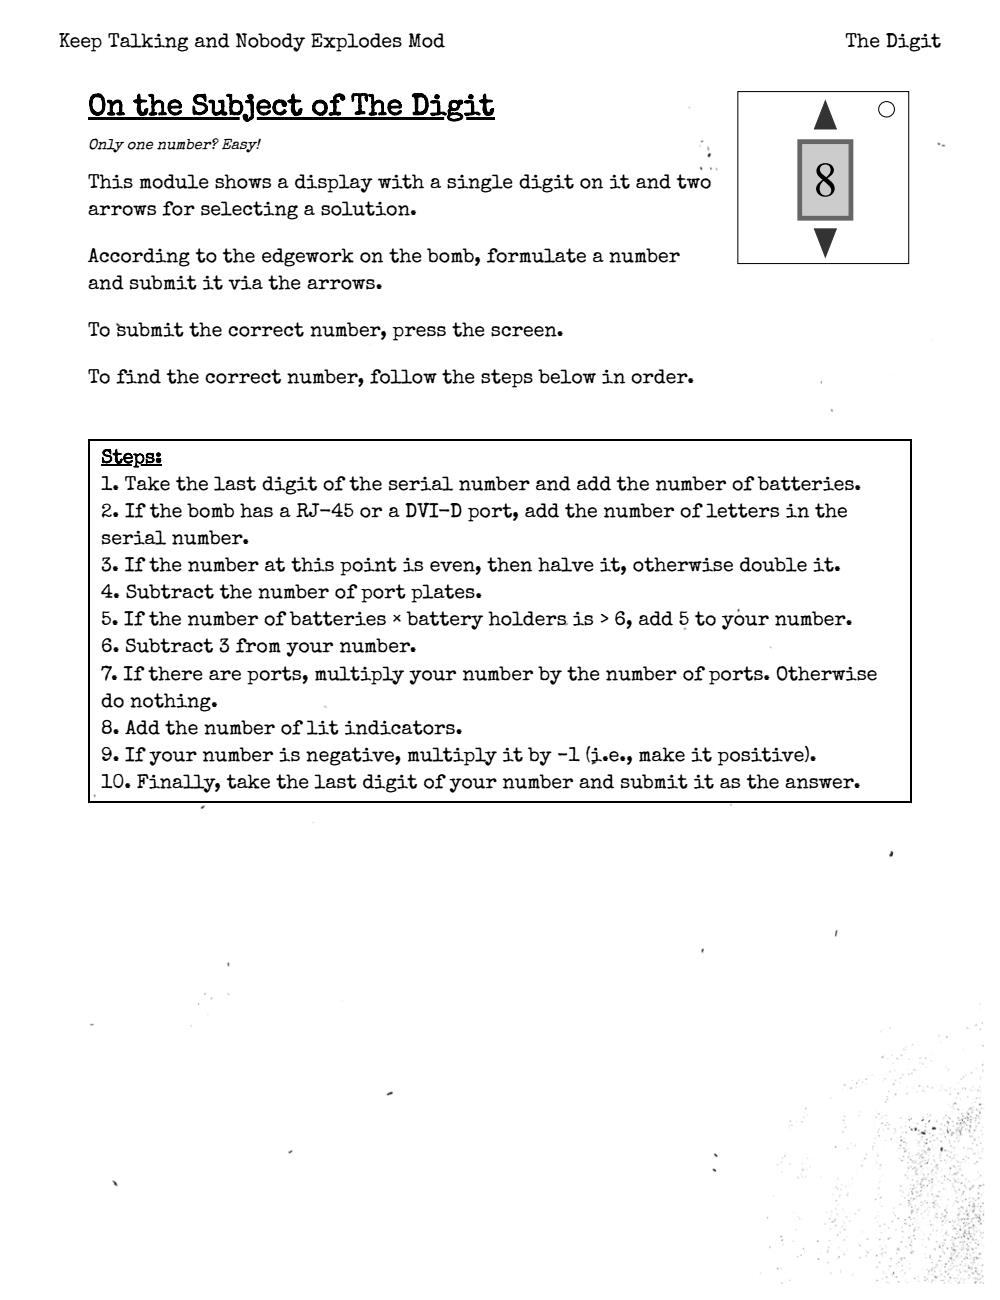 Keep Talking and Nobody Explodes Mod
The Digit
On the Subject of The Digit
Only one number? Easy!
This module shows a display with a single digit on it and two
arrows for selecting a solution.
8
According to the edgework on the bomb, formulate a number
and submit it via the arrows.
To submit the correct number, press the screen.
To find the correct number, follow the steps below in order.
Steps:
1. Take the last digit of the serial number and add the number of batteries.
2. If the bomb has a RJ-45 or a DVI-D port, add the number of letters in the
serial number.
3. If the number at this point is even, then halve it, otherwise double it.
4. Subtract the number of port plates.
5. If the number of batteries × battery holders is > 6, add 5 to your number.
6. Subtract 3 from your number.
7. If there are ports, multiply your number by the number of ports. Otherwise
do nothing.
8. Add the number of lit indicators.
9. If your number is negative, multiply it by -1 (i.e., make it positive).
10. Finally, take the last digit of your number and submit it as the answer.